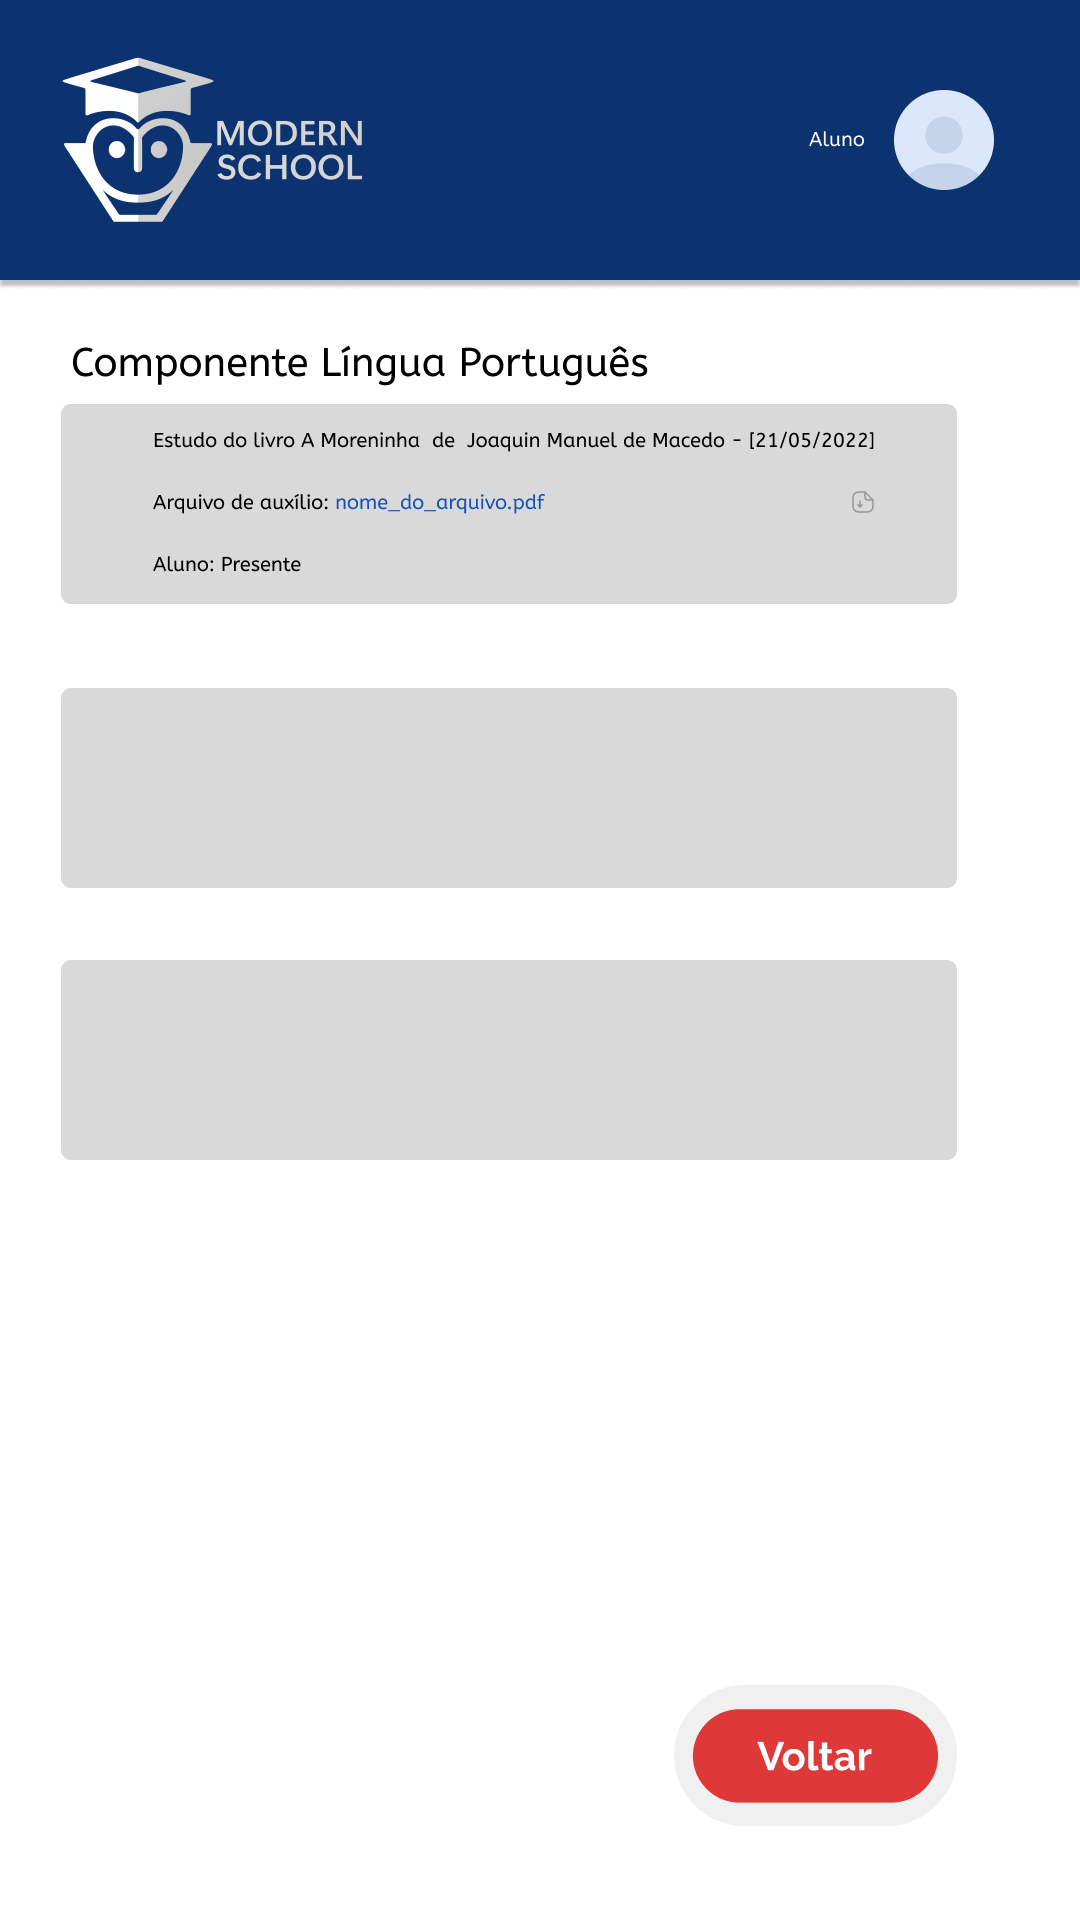 MODERN
SCHOOL
Aluno
Componente Língua Português
Estudo do livro A Moreninha  de  Joaquin Manuel de Macedo - [21/05/2022]
Arquivo de auxílio: nome_do_arquivo.pdf
Aluno: Presente
Voltar